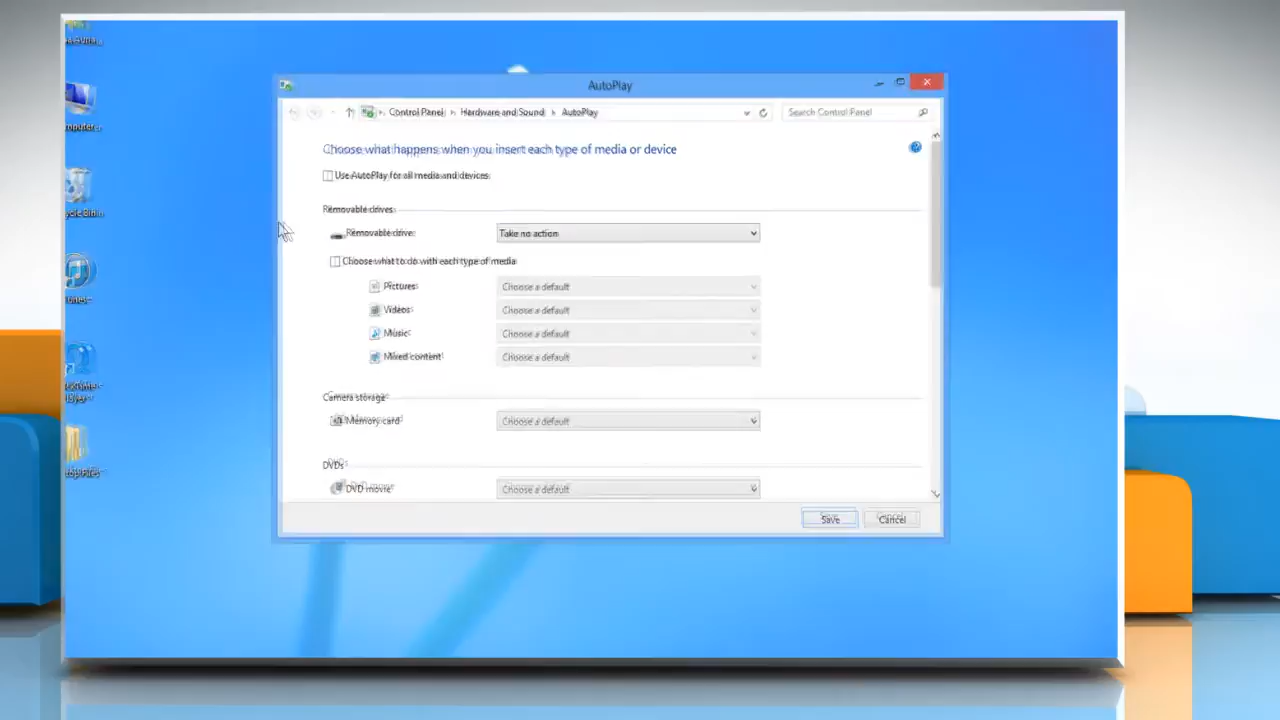 AutoPlay
Control Panel Hardware and Sound AutoPlay Search Control Panel
Choose what happens when you insert each type of media or device
Use AutoPlay for all media and devices
Removable drives
Removable drive Take no action
Choose what to do with each type of media
Pictures Choose a default
Videos Choose a default
Music Choose a default
Mixed content Choose a default
Camera storage
Memory card Choose a default
DVDs
DVD movie Choose a default
Save Cancel
mputer
cycle Bin